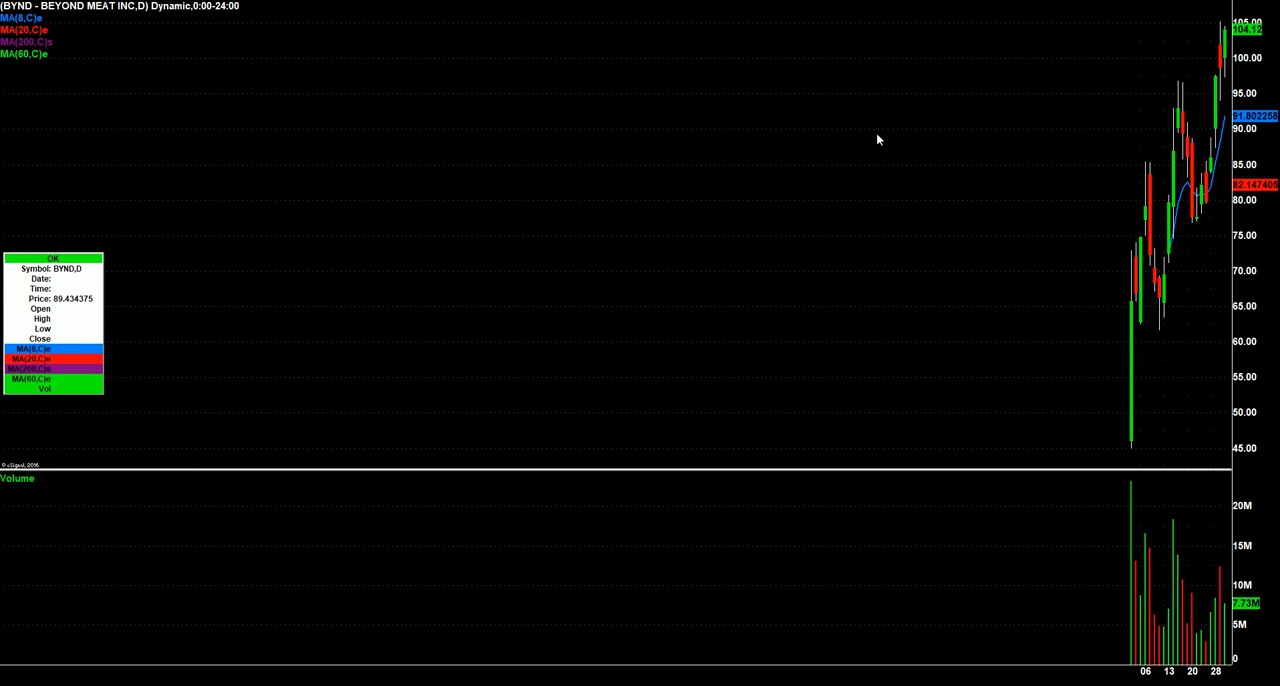 (BYND - BEYOND MEAT INC,D) Dynamic,0:00-24:00
MA(8,C)e
MA(20,C)e
MA(200,C)s
MA(60,C)e
105.00
104.12
100.00
95.00
91.802258
90.00
85.00
82.147405
80.00
75.00
70.00
65.00
60.00
55.00
50.00
45.00
OK
Symbol: BYND,D
Date:
Time:
Price: 89.434375
Open
High
Low
Close
MA(8,C)e
MA(20,C)e
MA(200,C)s
MA(60,C)e
Vol
© eSignal, 2016
Volume
20M
15M
10M
7.73M
5M
0
06 13 20 28